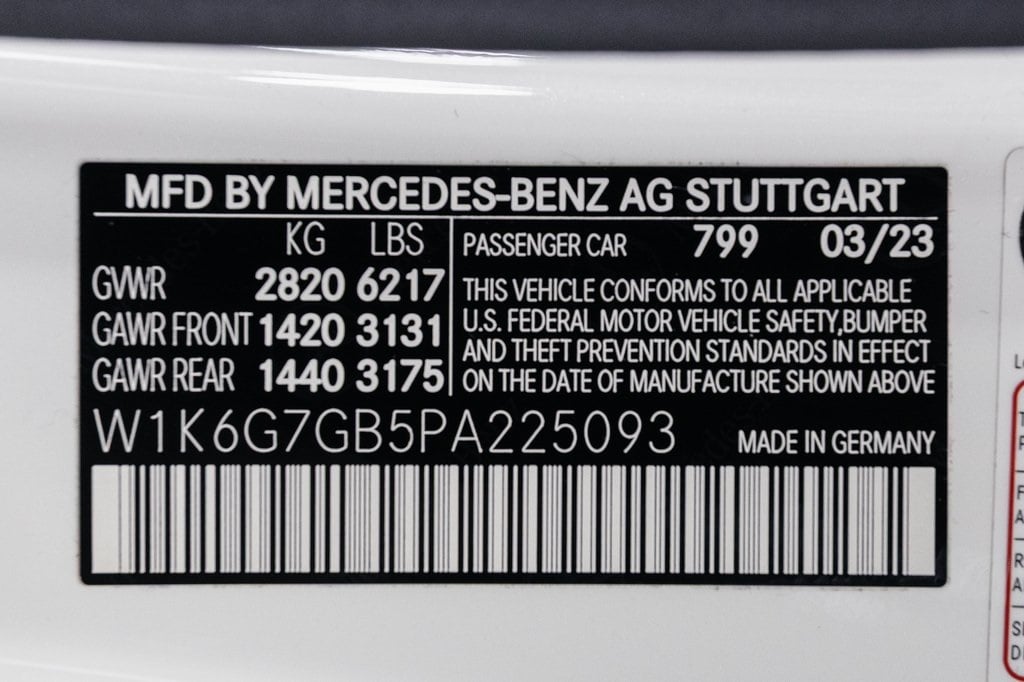 MFD BY MERCEDES-BENZ AG STUTTGART
KG LBS
GWR 2820 6217
GAWR FRONT 1420 3131
GAWR REAR 1440 3175
PASSENGER CAR 799 03/23
THIS VEHICLE CONFORMS TO ALL APPLICABLE
U.S. FEDERAL MOTOR VEHICLE SAFETY,BUMPER
AND THEFT PREVENTION STANDARDS IN EFFECT
ON THE DATE OF MANUFACTURE SHOWN ABOVE
W1K6G7GB5PA225093 MADE IN GERMANY